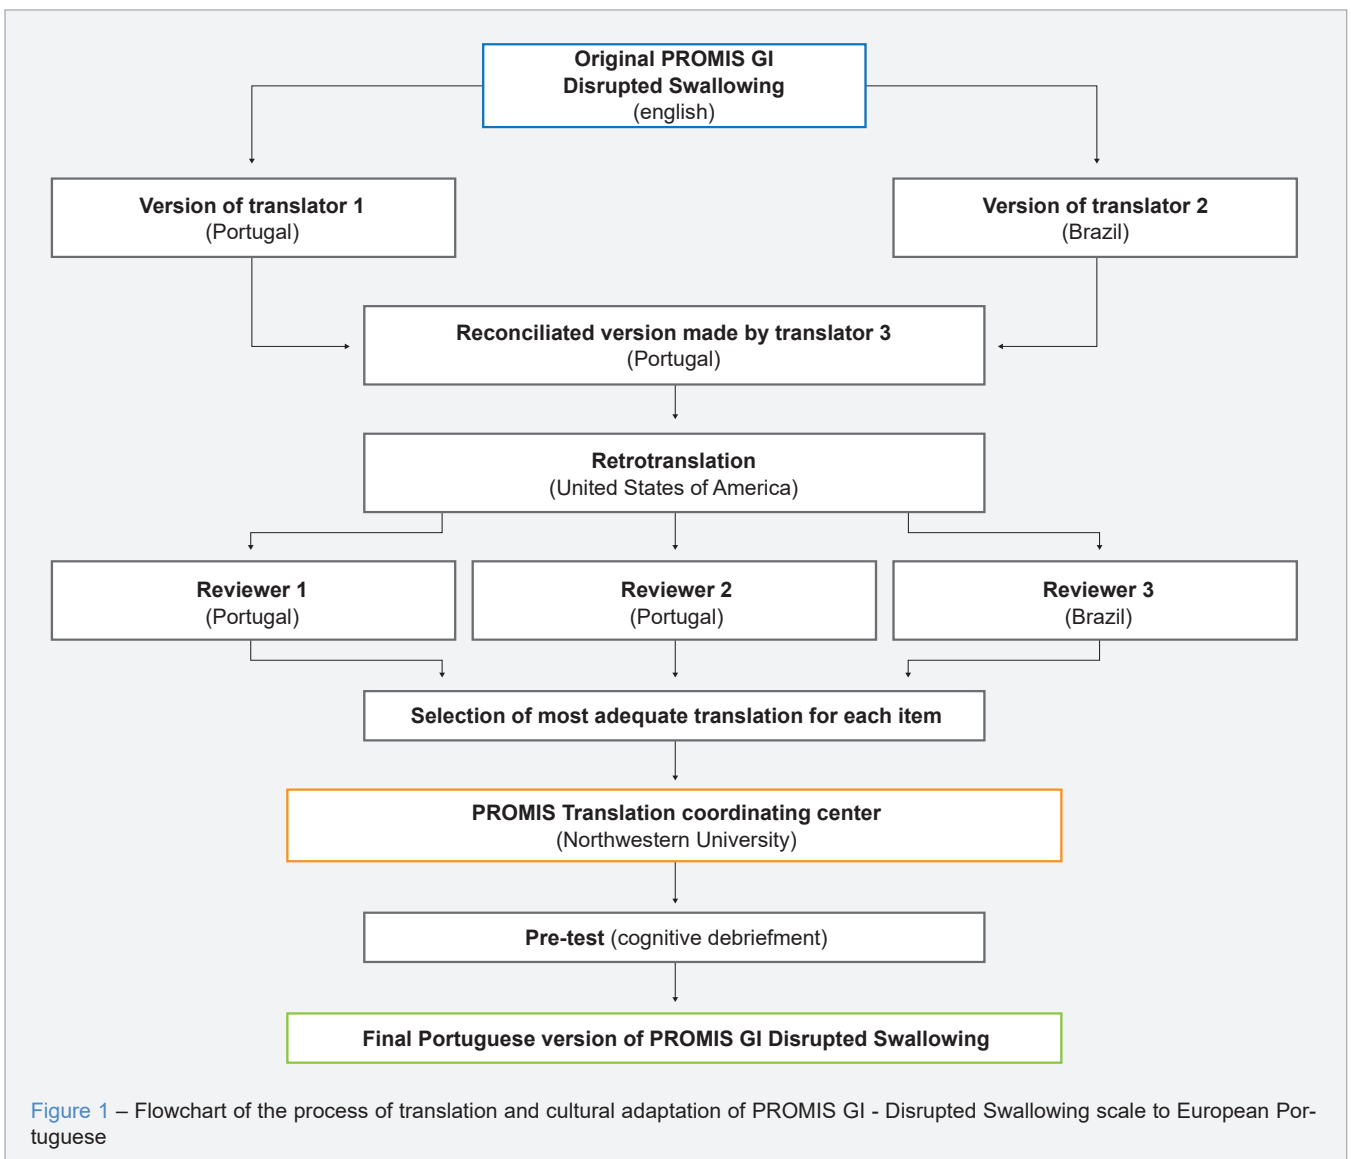 Original PROMIS GI
Disrupted Swallowing
(english)
Version of translator 1
(Portugal)
Version of translator 2
(Brazil)
Reconciliated version made by translator 3
(Portugal)
Retrotranslation
(United States of America)
Reviewer 1
(Portugal)
Reviewer 2
(Portugal)
Reviewer 3
(Brazil)
Selection of most adequate translation for each item
PROMIS Translation coordinating center
(Northwestern University)
Pre-test (cognitive debriefment)
Final Portuguese version of PROMIS GI Disrupted Swallowing
Figure 1 – Flowchart of the process of translation and cultural adaptation of PROMIS GI - Disrupted Swallowing scale to European Por-
tuguese